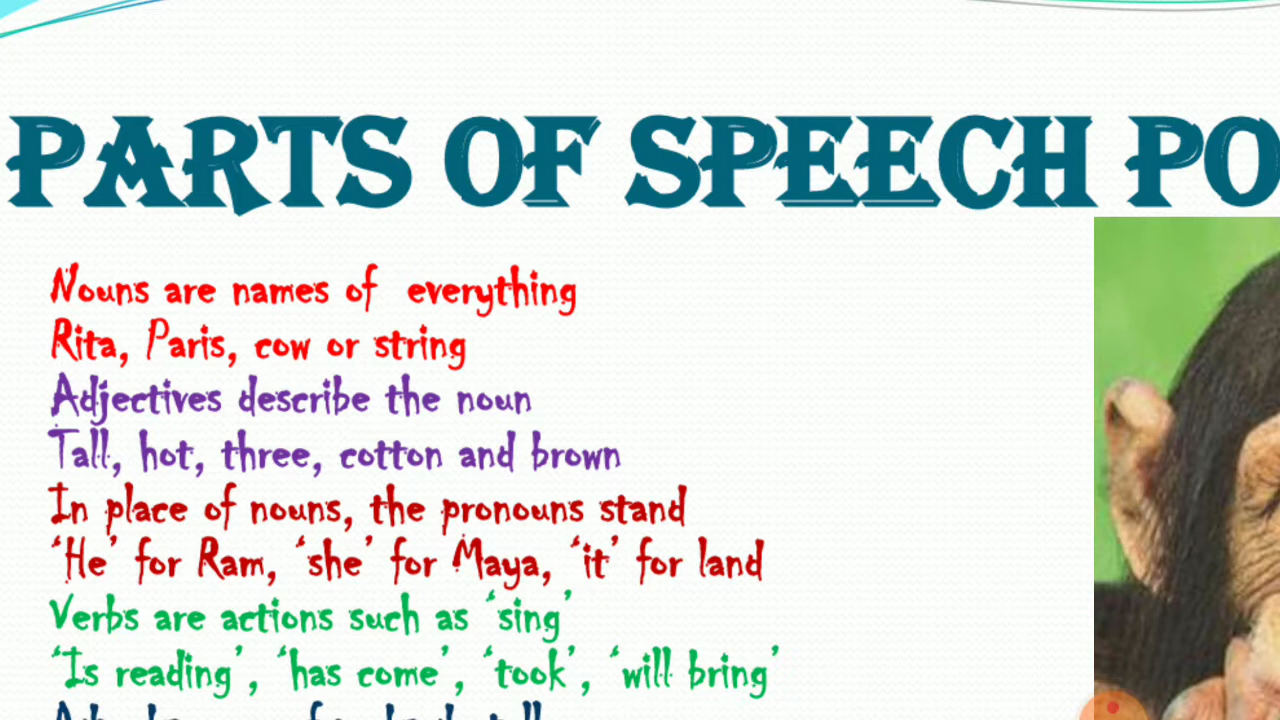 PARTS OF SPEECH PO
Nouns are names of everything
Rita, Paris, cow or string
Adjectives describe the noun
Tall, hot, three, cotton and brown
In place of nouns, the pronouns stand
‘He’ for Ram, ‘she’ for Maya, ‘it’ for land
Verbs are actions such as ‘sing’
‘Is reading’, ‘has come’, ‘took’, ‘will bring’